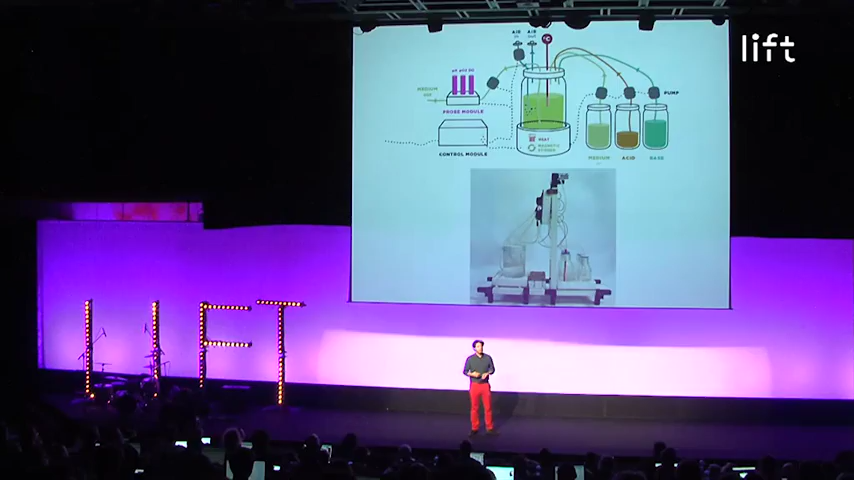 lift
AIR
AIR
°C
pH pO2 DO
MEDIUM
OUT
PROBE MODULE
CONTROL MODULE
HEAT
MAGNETIC
STIRRER
PUMP
MEDIUM
ACID
BASE
LIFT